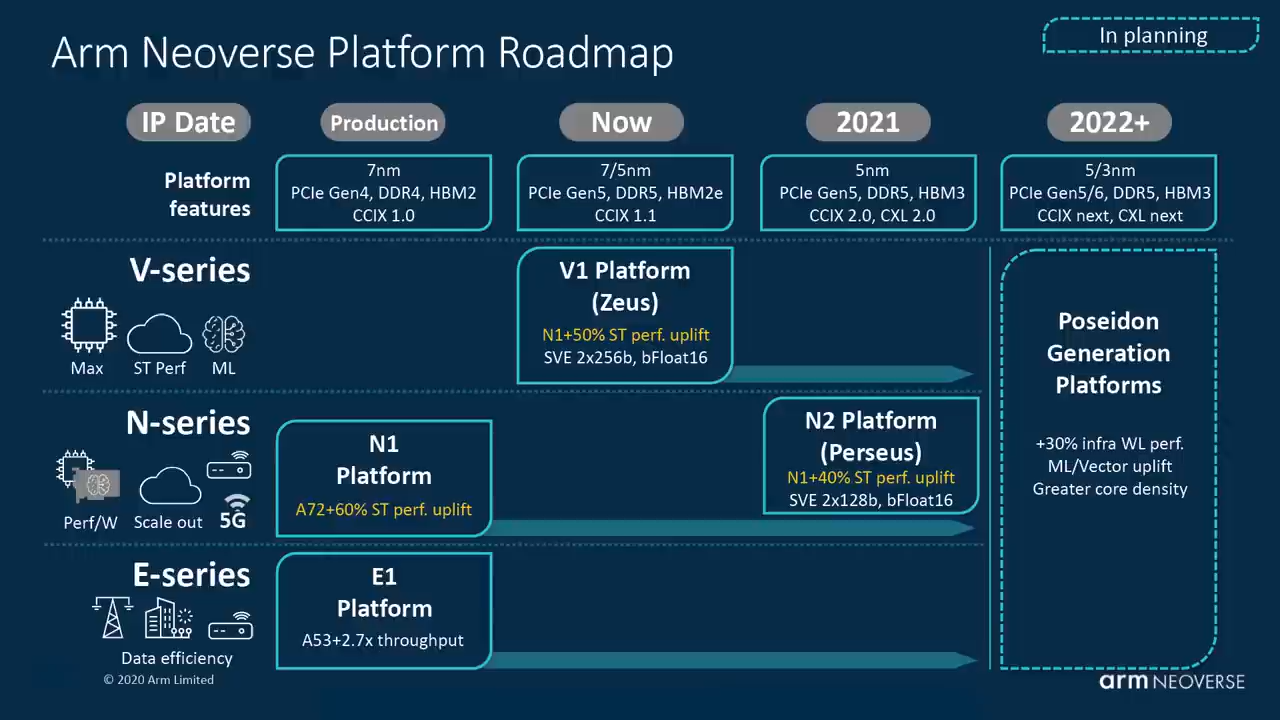 Arm Neoverse Platform Roadmap
In planning
IP Date
Production
Now
2021
2022+
Platform
features
7nm
PCIe Gen4, DDR4, HBM2
CCIX 1.0
7/5nm
PCIe Gen5, DDR5, HBM2e
CCIX 1.1
5nm
PCIe Gen5, DDR5, HBM3
CCIX 2.0, CXL 2.0
5/3nm
PCIe Gen5/6, DDR5, HBM3
CCIX next, CXL next
V-series
Max
ST Perf
ML
V1 Platform
(Zeus)
N1+50% ST perf. uplift
SVE 2x256b, bFloat16
N-series
Perf/W
Scale out
5G
N1
Platform
A72+60% ST perf. uplift
N2 Platform
(Perseus)
N1+40% ST perf. uplift
SVE 2x128b, bFloat16
E-series
Data efficiency
E1
Platform
A53+2.7x throughput
Poseidon
Generation
Platforms
+30% infra WL perf.
ML/Vector uplift
Greater core density
© 2020 Arm Limited
arm NEOVERSE